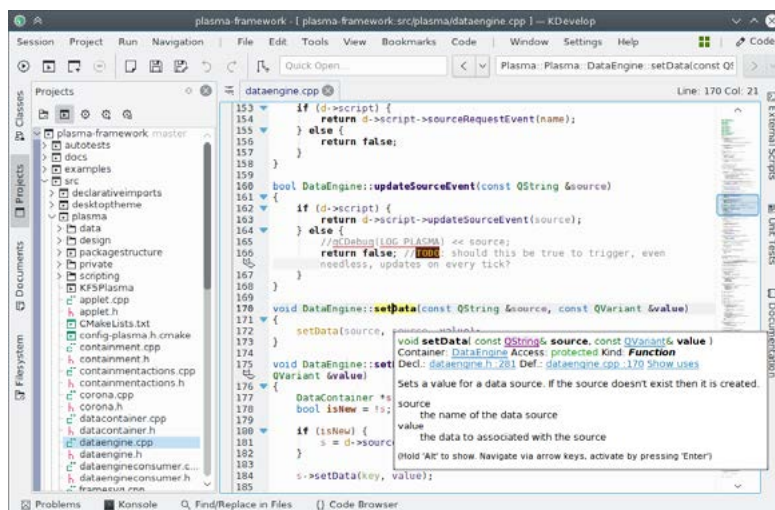 plasma-framework - [ plasma-framework:src/plasma/dataengine.cpp ] — KDevelop
Session Project Run Navigation File Edit Tools View Bookmarks Code Window Settings Help Code
Quick Open... Plasma::Plasma::DataEngine::setData(const QS
Classes
Projects
Documents
Filesystem
Projects
plasma-framework master
autotests
docs
examples
src
declarativeimports
desktoptheme
plasma
data
design
packagestructure
private
scripting
KF5Plasma
applet.cpp
applet.h
CMakeLists.txt
config-plasma.h.cmake
containment.cpp
containment.h
containmentactions.cpp
containmentactions.h
corona.cpp
corona.h
datacontainer.cpp
datacontainer.h
dataengine.cpp
dataengine.h
dataengineconsumer.c...
dataengineconsumer.h
framesvg.cpp
dataengine.cpp Line: 170 Col: 21
153 if (d->script) {
154 return d->script->sourceRequestEvent(name);
155 } else {
156 return false;
157 }
158 }
159
160 bool DataEngine::updateSourceEvent(const QString &source)
161 {
162 if (d->script) {
163 return d->script->updateSourceEvent(source);
164 } else {
165 //qCDebug(LOG_PLASMA) << source;
166 return false; //TODO: should this be true to trigger, even
needless, updates on every tick?
167 }
168 }
169
170 void DataEngine::setData(const QString &source, const QVariant &value)
171 {
172 setData(source, source, value);
173 }
174
175 void DataEngine::set
QVariant &value)
176 {
177 DataContainer *s
178 bool isNew = !s;
179
180 if (isNew) {
181 s = d->sourc
182 }
183
184 s->setData(key, value);
185
void setData( const QString& source, const QVariant& value )
Container: DataEngine Access: protected Kind: Function
Decl.: dataengine.h :281 Def.: dataengine.cpp :170 Show uses
Sets a value for a data source. If the source doesn't exist then it is created.
source
the name of the data source
value
the data to associated with the source
(Hold 'Alt' to show. Navigate via arrow keys, activate by pressing 'Enter')
External Scripts
Unit Tests
Documentation
Problems Konsole Find/Replace in Files {} Code Browser